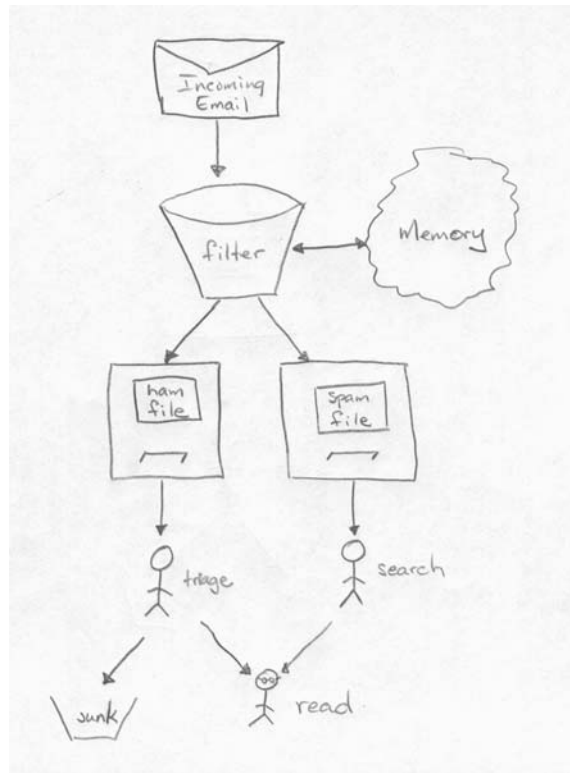 Incoming
Email
filter
Memory
ham
file
spam
file
triage
search
junk
read